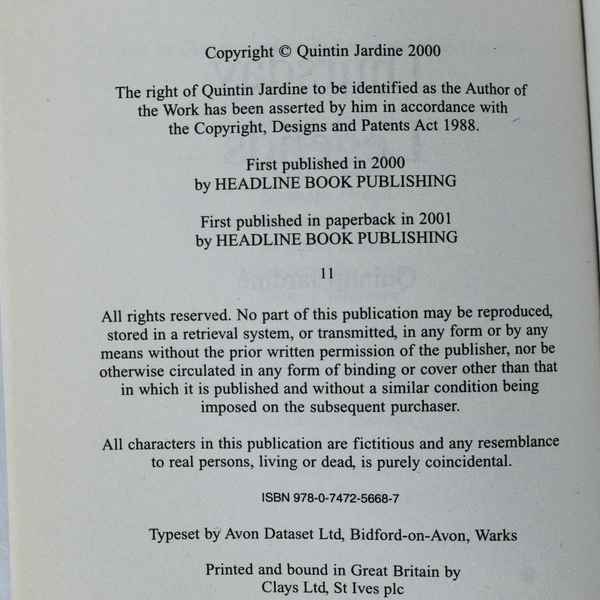 Copyright © Quintin Jardine 2000
The right of Quintin Jardine to be identified as the Author of
the Work has been asserted by him in accordance with
the Copyright, Designs and Patents Act 1988.
First published in 2000
by HEADLINE BOOK PUBLISHING
First published in paperback in 2001
by HEADLINE BOOK PUBLISHING
11
All rights reserved. No part of this publication may be reproduced,
stored in a retrieval system, or transmitted, in any form or by any
means without the prior written permission of the publisher, nor be
otherwise circulated in any form of binding or cover other than that
in which it is published and without a similar condition being
imposed on the subsequent purchaser.
All characters in this publication are fictitious and any resemblance
to real persons, living or dead, is purely coincidental.
ISBN 978-0-7472-5668-7
Typeset by Avon Dataset Ltd, Bidford-on-Avon, Warks
Printed and bound in Great Britain by
Clays Ltd, St Ives plc